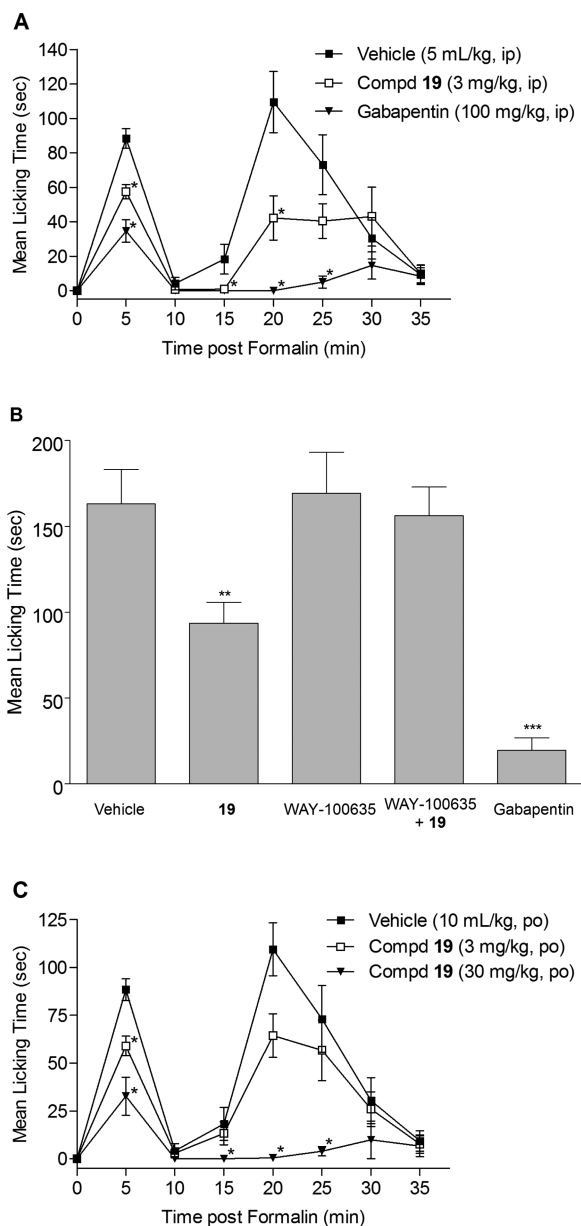 A
Mean Licking Time (sec)
140
120
100
80
60
40
20
0
Vehicle (5 mL/kg, ip)
Compd 19 (3 mg/kg, ip)
Gabapentin (100 mg/kg, ip)
*
*
*
*
*
*
0 5 10 15 20 25 30 35
Time post Formalin (min)
B
Mean Licking Time (sec)
200
150
100
50
0
**
***
Vehicle 19 WAY-100635 WAY-100635 Gabapentin
+ 19
C
Mean Licking Time (sec)
125
100
75
50
25
0
Vehicle (10 mL/kg, po)
Compd 19 (3 mg/kg, po)
Compd 19 (30 mg/kg, po)
*
*
*
*
*
0 5 10 15 20 25 30 35
Time post Formalin (min)